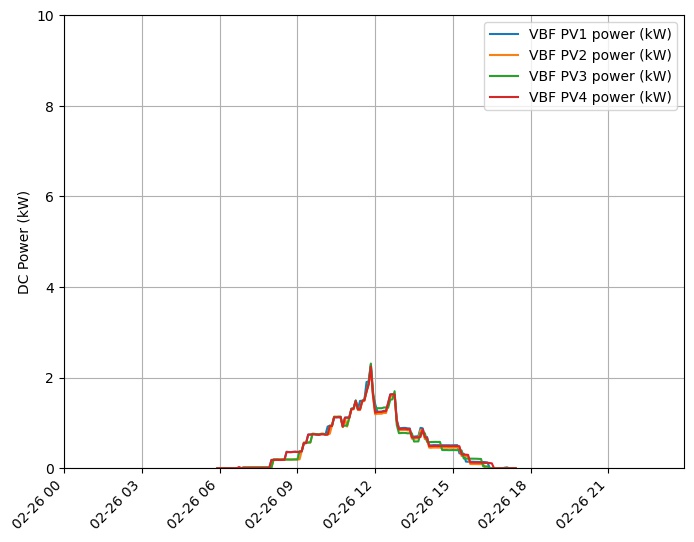 10
8
6
4
2
0
DC Power (kW)
VBF PV1 power (kW)
VBF PV2 power (kW)
VBF PV3 power (kW)
VBF PV4 power (kW)
02-26 00
02-26 03
02-26 06
02-26 09
02-26 12
02-26 15
02-26 18
02-26 21